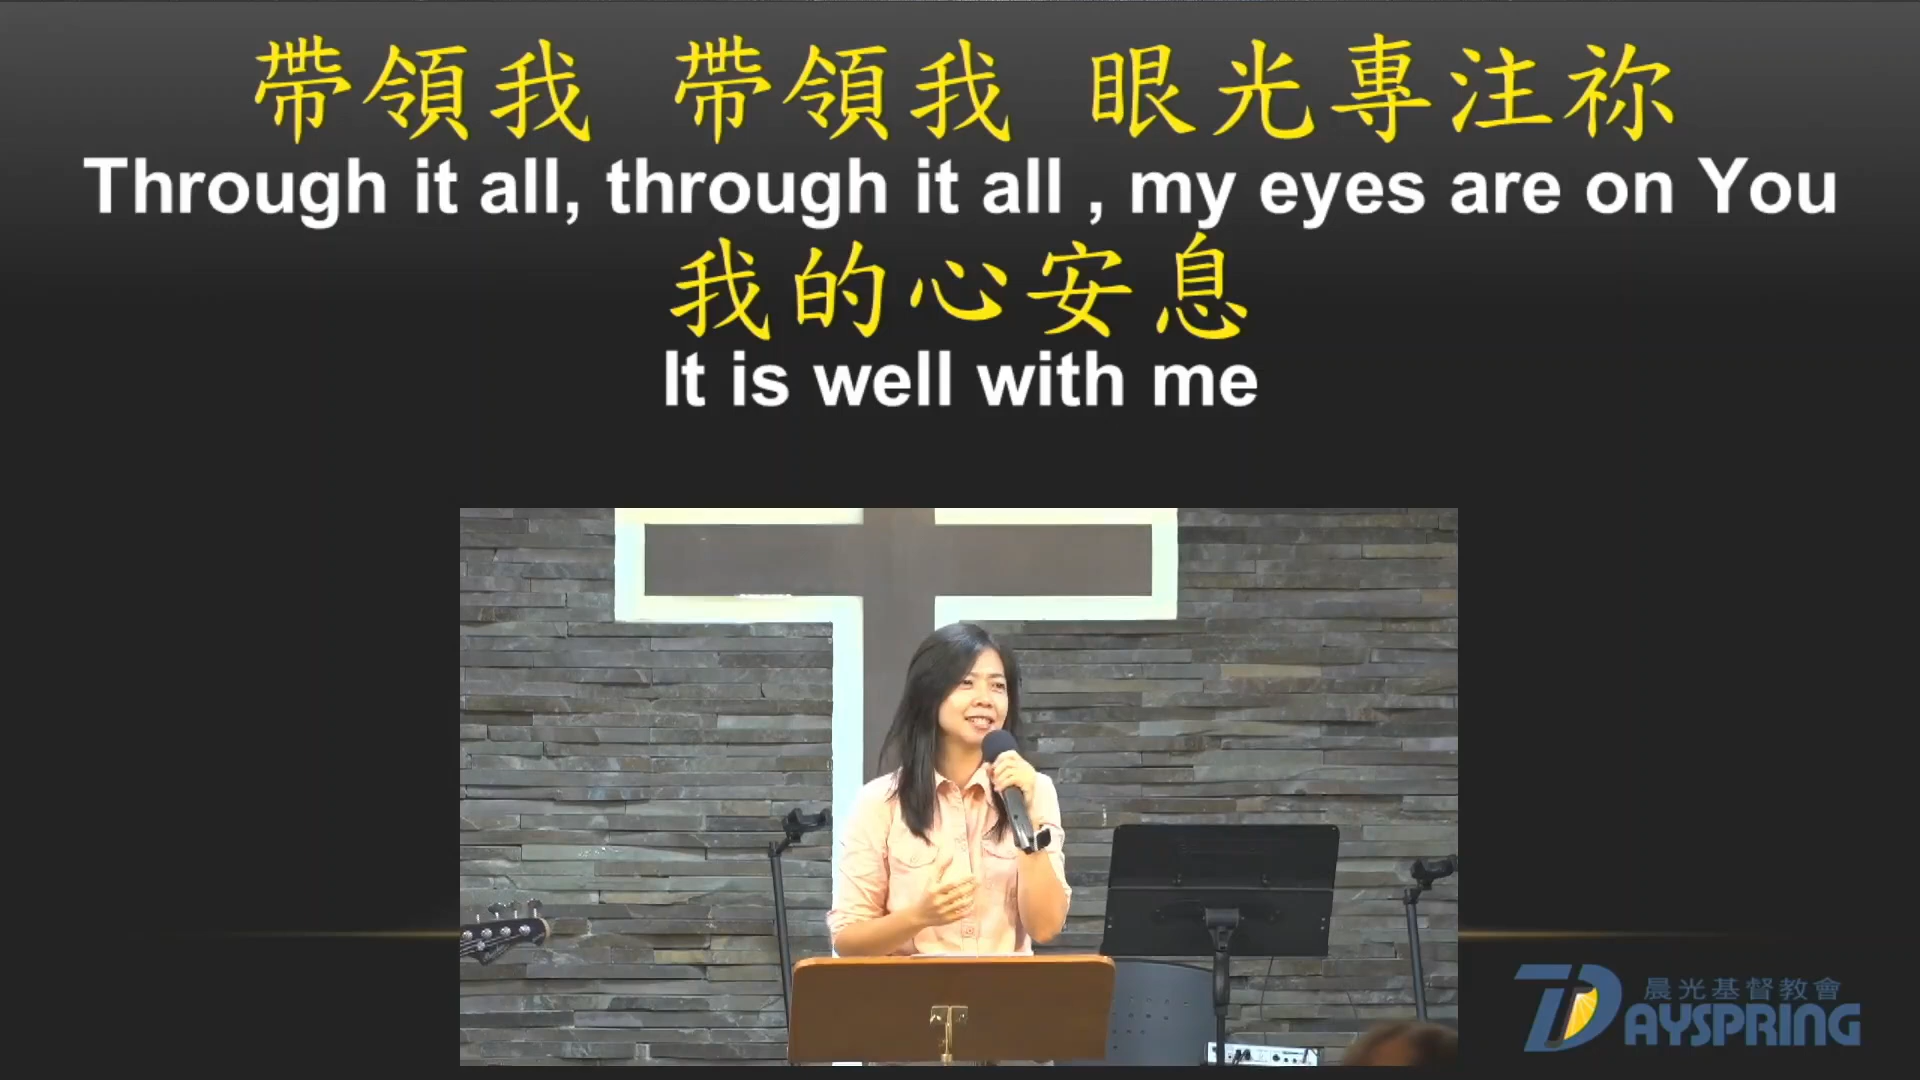 帶領我 帶領我 眼光專注祢
Through it all, through it all , my eyes are on You
我的心安息
It is well with me
晨光基督教會
DAYSPRING